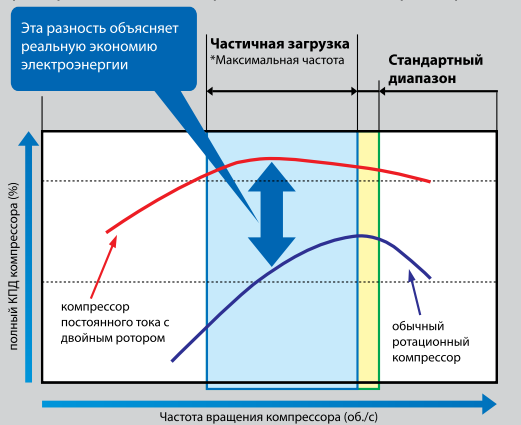 Эта разность объясняет
реальную экономию
электроэнергии
Частичная загрузка
*Максимальная частота
Стандартный
диапазон
полный КПД компрессора (%)
компрессор
постоянного тока с
двойным ротором
обычный
ротационный
компрессор
Частота вращения компрессора (об./с)